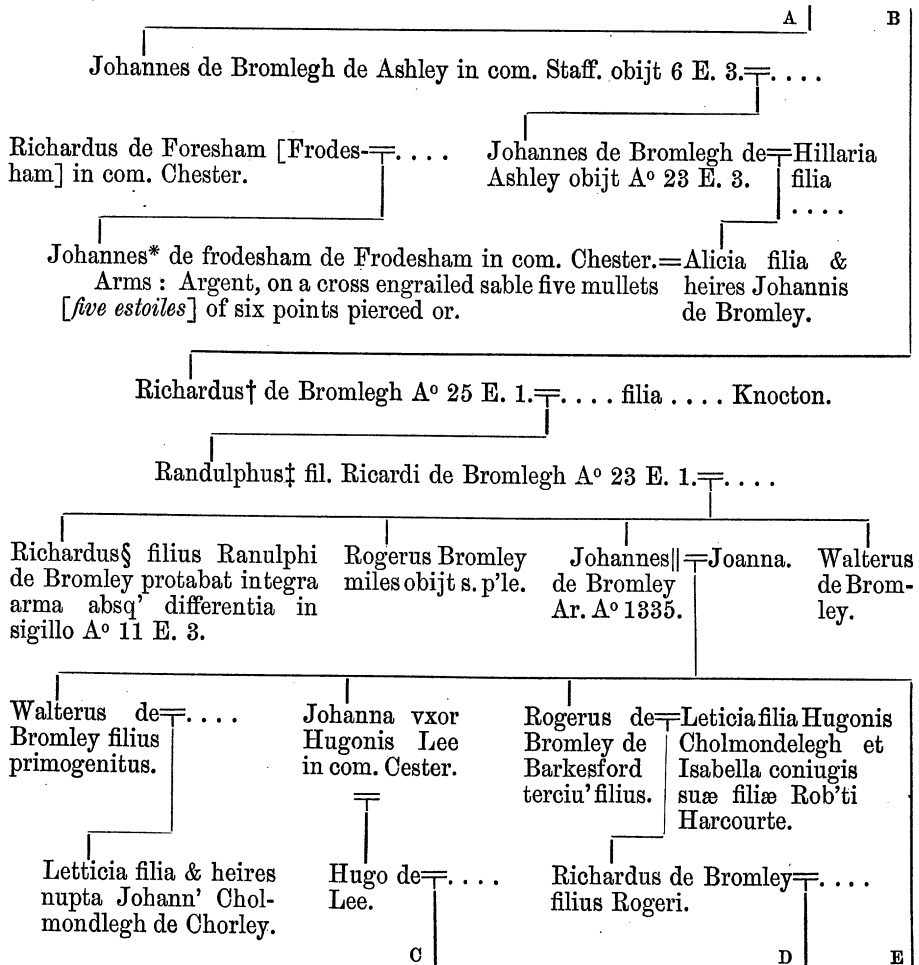 A B
Johannes de Bromlegh de Ashley in com. Staff. obijt 6 E. 3.=. . . .
Richardus de Foresham [Frodes-=. . . .
ham] in com. Chester.
Johannes de Bromlegh de=Hillaria
Ashley obijt Aº 23 E. 3. filia
. . . .
Johannes* de frodesham de Frodesham in com. Chester.=Alicia filia &
Arms : Argent, on a cross engrailed sable five mullets heires Johannis
[five estoiles] of six points pierced or. de Bromley.
Richardus† de Bromlegh Aº 25 E. 1.=. . . . filia . . . . Knocton.
Randulphus‡ fil. Ricardi de Bromlegh Aº 23 E. 1.=. . . .
Richardus§ filius Ranulphi
de Bromley protabat integra
arma absq' differentia in
sigillo Aº 11 E. 3.
Rogerus Bromley
miles obijt s. p'le.
Johannes||=Joanna.
de Bromley
Ar. Aº 1335.
Walterus
de Brom-
ley.
Walterus de=. . . .
Bromley filius
primogenitus.
Johanna vxor
Hugonis Lee
in com. Cester.
=
Rogerus de=Leticia filia Hugonis
Bromley de Cholmondelegh et
Barkesford Isabella coniugis
terciu' filius. suæ filiæ Rob'ti
Harcourte.
Letticia filia & heires
nupta Johann' Chol-
mondlegh de Chorley.
Hugo de=. . . .
Lee.
Richardus de Bromley=. . . .
filius Rogeri.
C D E